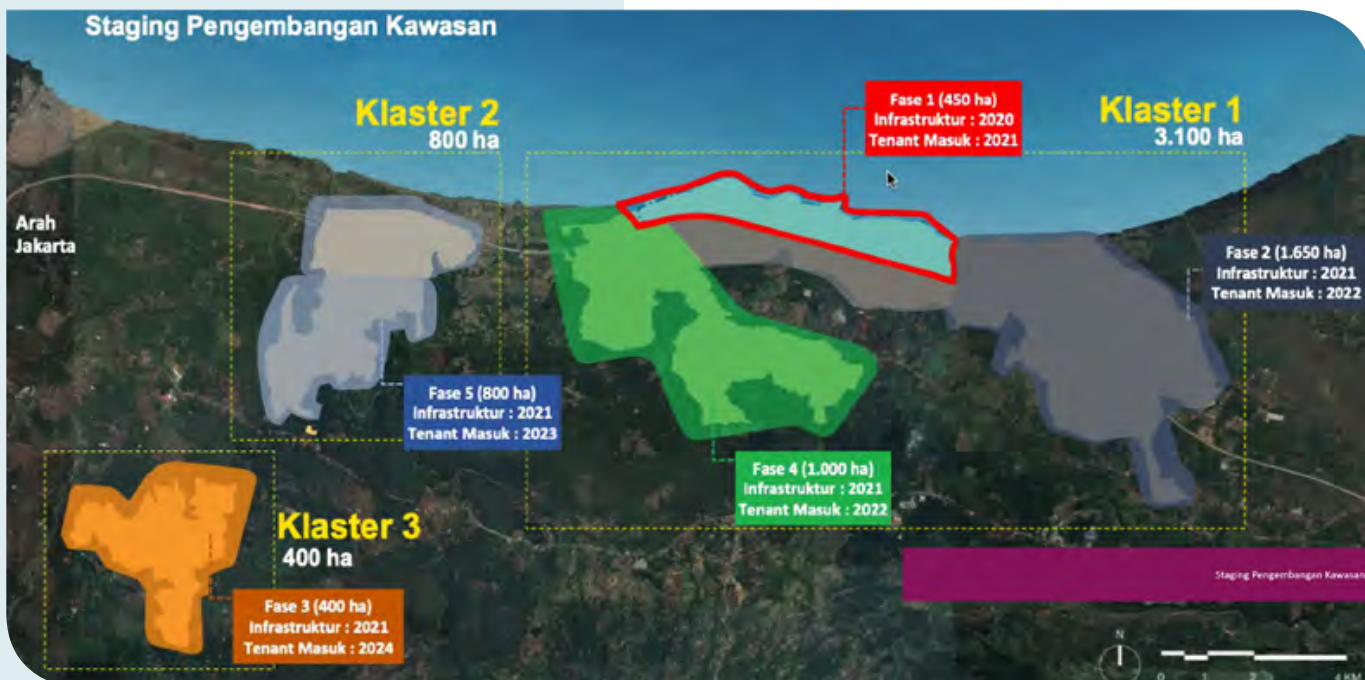 Staging Pengembangan Kawasan
Klaster 2
800 ha
Fase 1 (450 ha)
Infrastruktur : 2020
Tenant Masuk : 2021
Klaster 1
3.100 ha
Arah
Jakarta
Fase 2 (1.650 ha)
Infrastruktur : 2021
Tenant Masuk : 2022
Fase 5 (800 ha)
Infrastruktur : 2021
Tenant Masuk : 2023
Fase 4 (1.000 ha)
Infrastruktur : 2021
Tenant Masuk : 2022
Klaster 3
400 ha
Fase 3 (400 ha)
Infrastruktur : 2021
Tenant Masuk : 2024
Staging Pengembangan Kawasan
N
0 1 2 4 KM